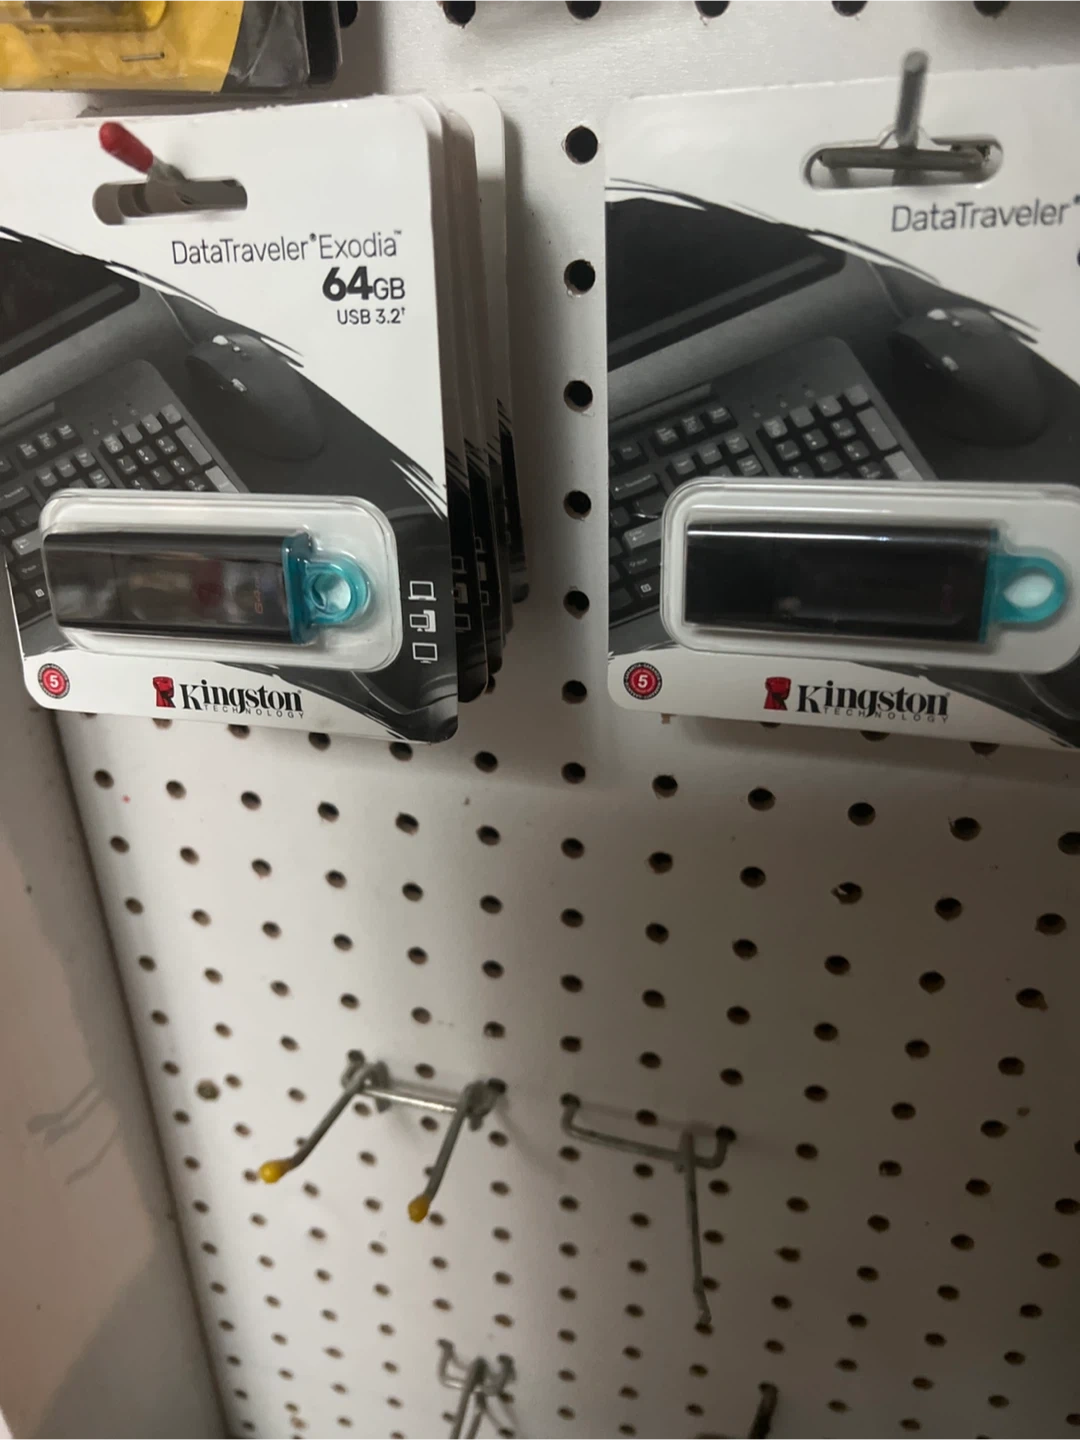 DataTraveler® Exodia™
64GB
USB 3.2†
5
Kingston
TECHNOLOGY
DataTraveler®
5
Kingston
TECHNOLOGY